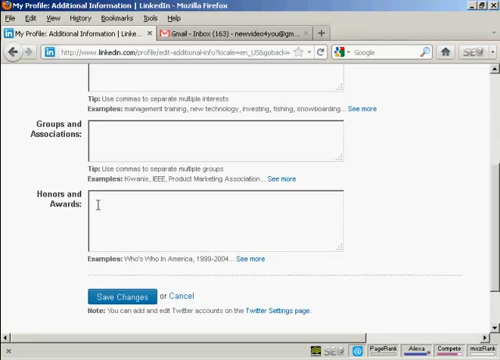 My Profile: Additional Information | LinkedIn - Mozilla Firefox
File Edit View History Bookmarks Tools Help
My Profile: Additional Information | Linked... Gmail - Inbox (163) - newvideo4you@gm...
http://www.linkedin.com/profile/edit-additional-info?locale=en_US&goback=
Google
Tip: Use commas to separate multiple interests
Examples: management training, new technology, investing, fishing, snowboarding... See more
Groups and
Associations:
Tip: Use commas to separate multiple groups
Examples: Kiwanis, IEEE, Product Marketing Association... See more
Honors and
Awards:
Examples: Who's Who In America, 1999-2004... See more
Save Changes or Cancel
Note: You can add and edit Twitter accounts on the Twitter Settings page.
PageRank Alexa Compete mozRank